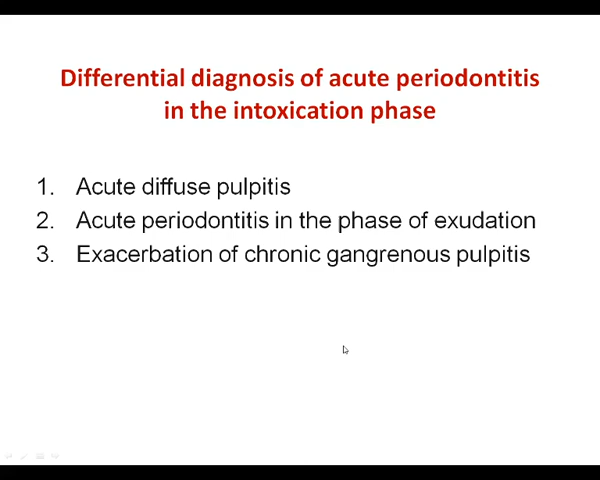 Differential diagnosis of acute periodontitis
in the intoxication phase
1. Acute diffuse pulpitis
2. Acute periodontitis in the phase of exudation
3. Exacerbation of chronic gangrenous pulpitis